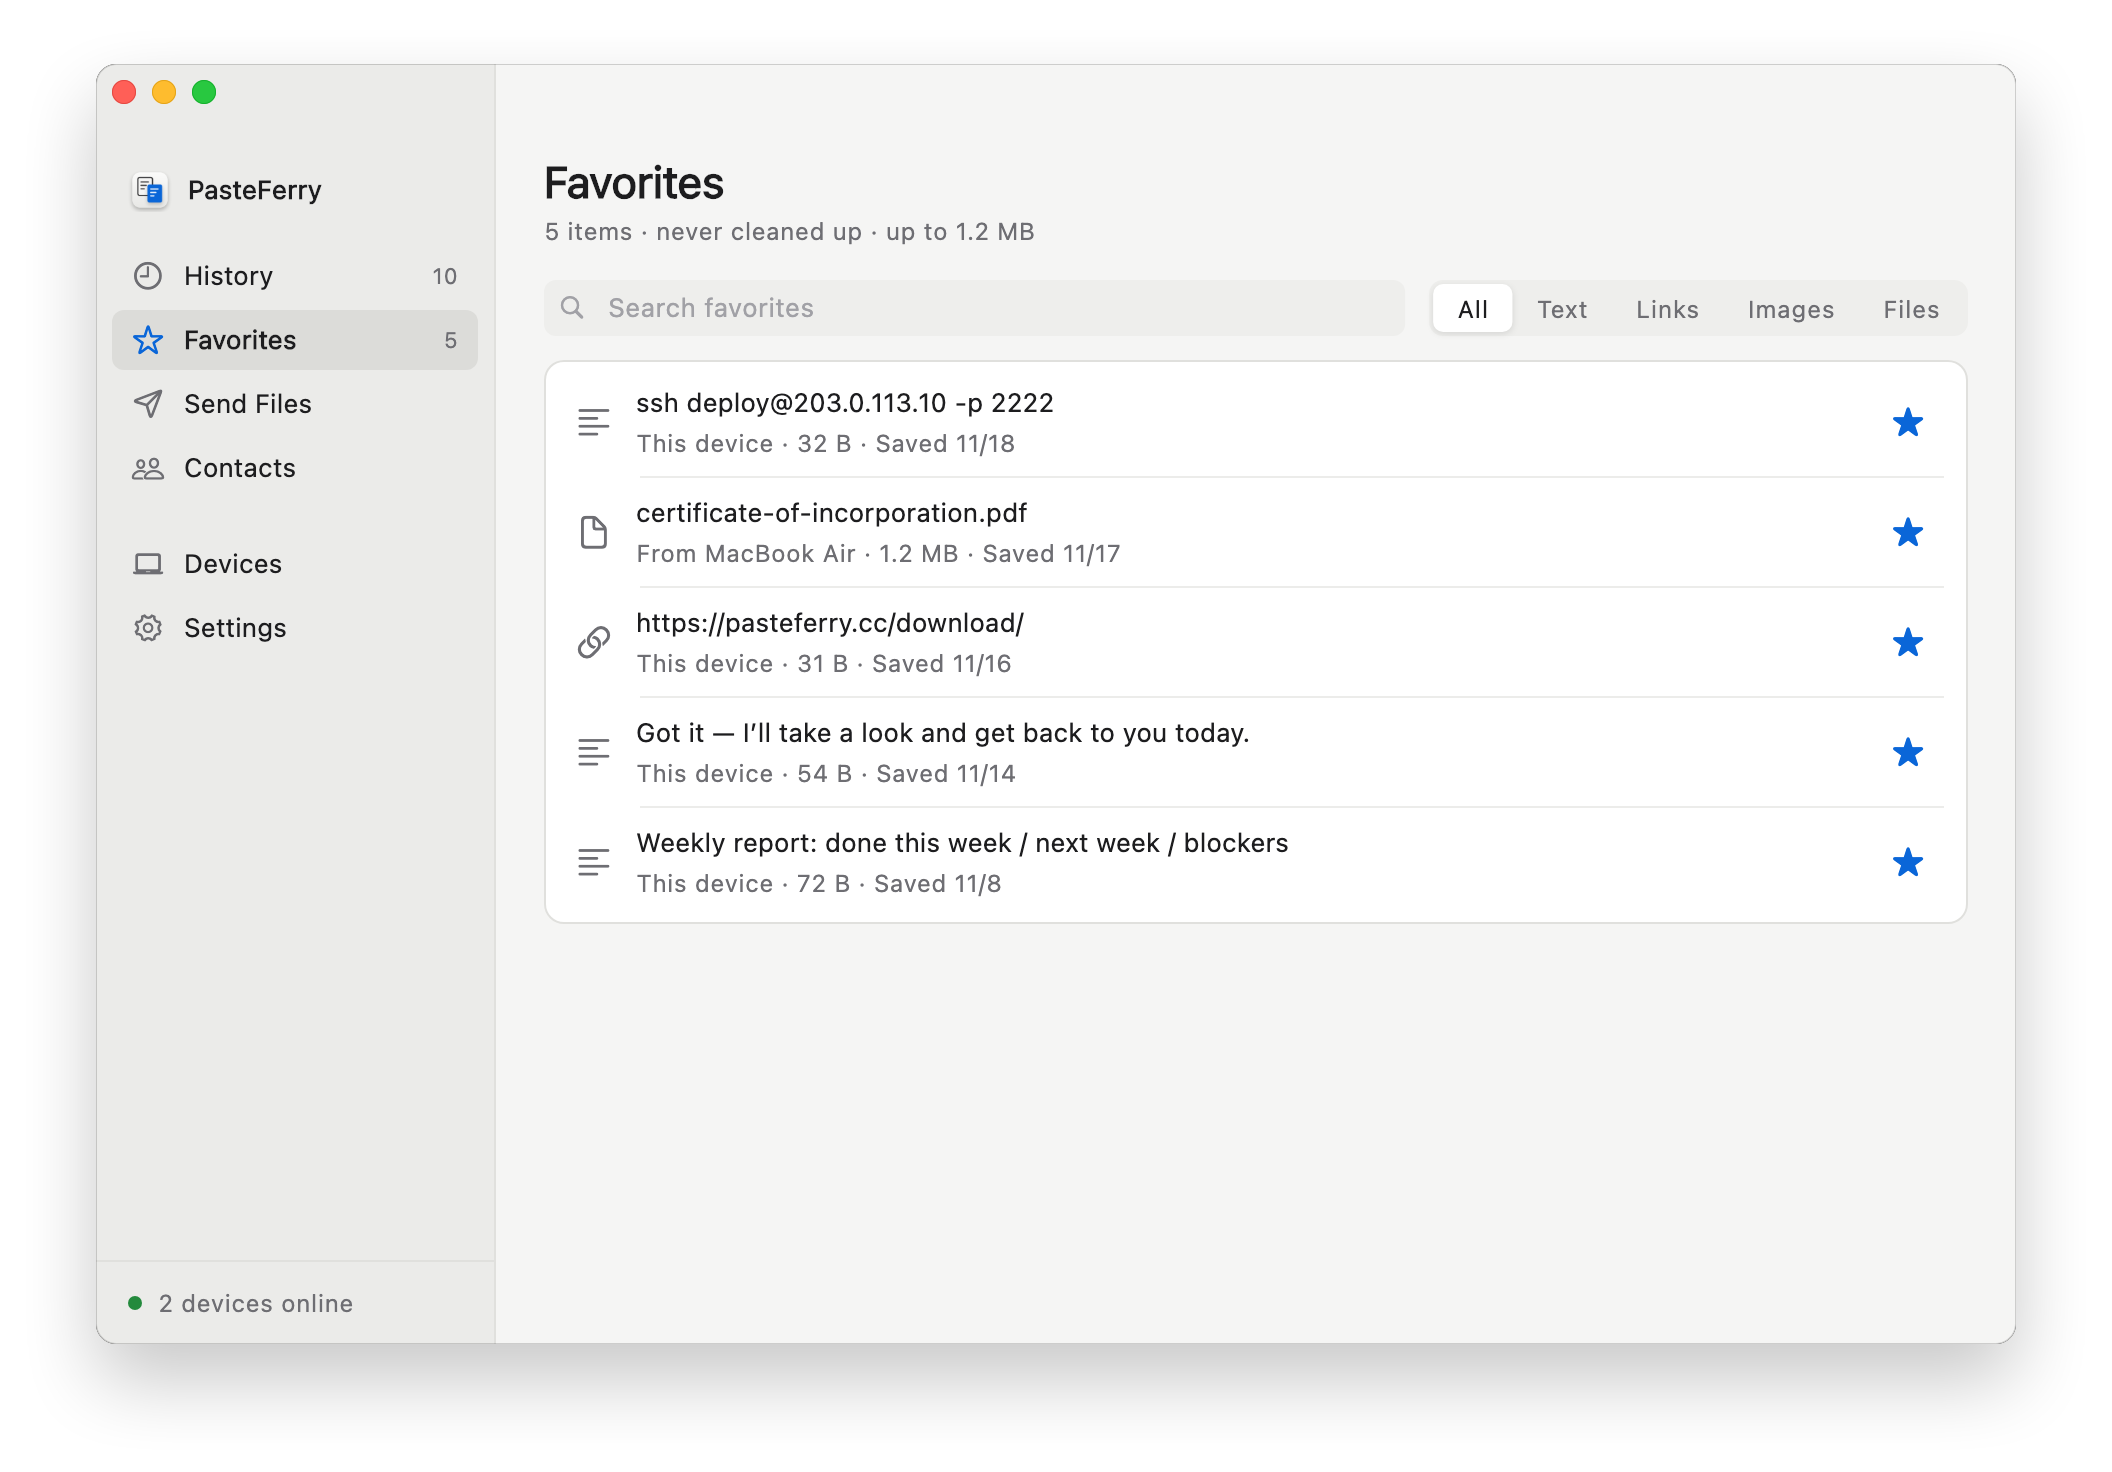 PasteFerry
History 10
Favorites 5
Send Files
Contacts
Devices
Settings
2 devices online
Favorites
5 items · never cleaned up · up to 1.2 MB
Search favorites
All Text Links Images Files
ssh deploy@203.0.113.10 -p 2222
This device · 32 B · Saved 11/18
certificate-of-incorporation.pdf
From MacBook Air · 1.2 MB · Saved 11/17
https://pasteferry.cc/download/
This device · 31 B · Saved 11/16
Got it — I’ll take a look and get back to you today.
This device · 54 B · Saved 11/14
Weekly report: done this week / next week / blockers
This device · 72 B · Saved 11/8